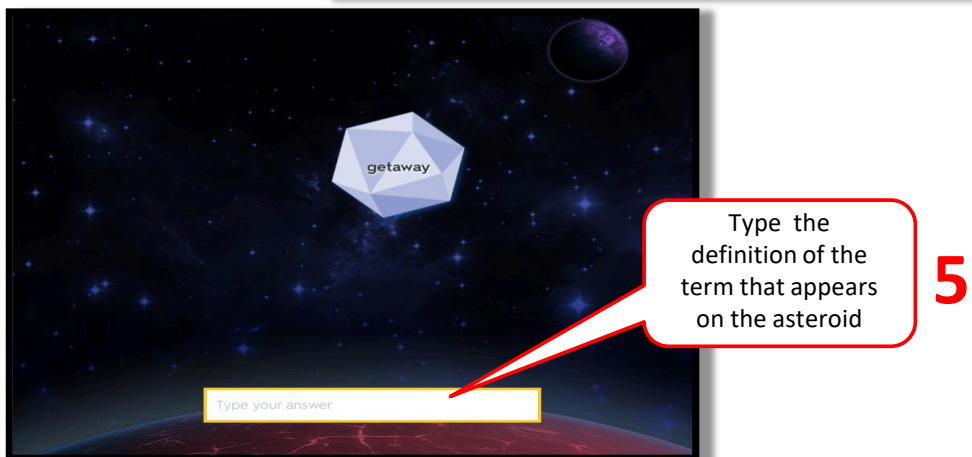 getaway
Type the
definition of the
term that appears
on the asteroid
5
Type your answer